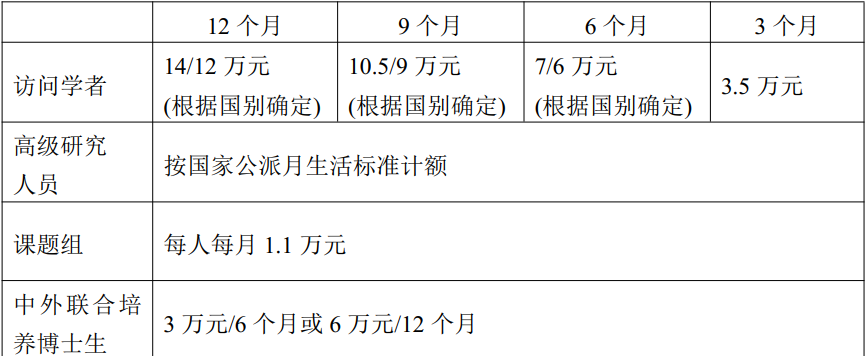 12 个月 9 个月 6 个月 3 个月
访问学者 14/12 万元 (根据国别确定) 10.5/9 万元 (根据国别确定) 7/6 万元 (根据国别确定) 3.5 万元
高级研究人员 按国家公派月生活标准计额
课题组 每人每月 1.1 万元
中外联合培养博士生 3 万元/6 个月或 6 万元/12 个月